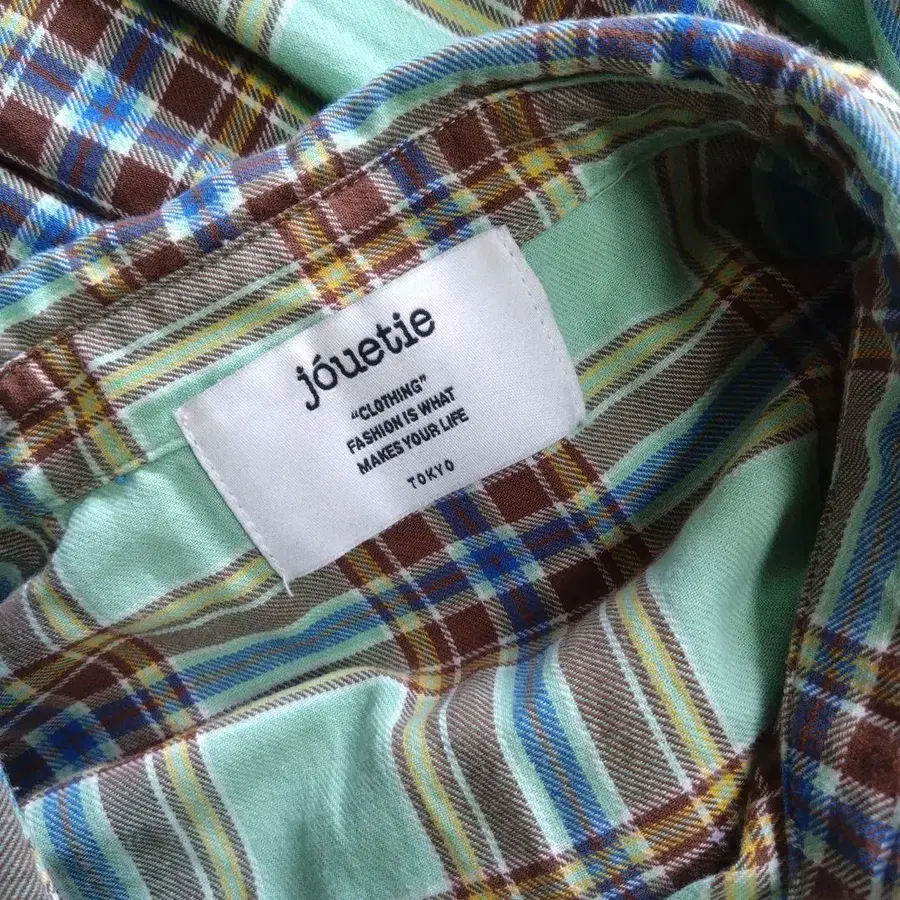 jóuetie
“CLOTHING”
FASHION IS WHAT
MAKES YOUR LIFE
TOKYO